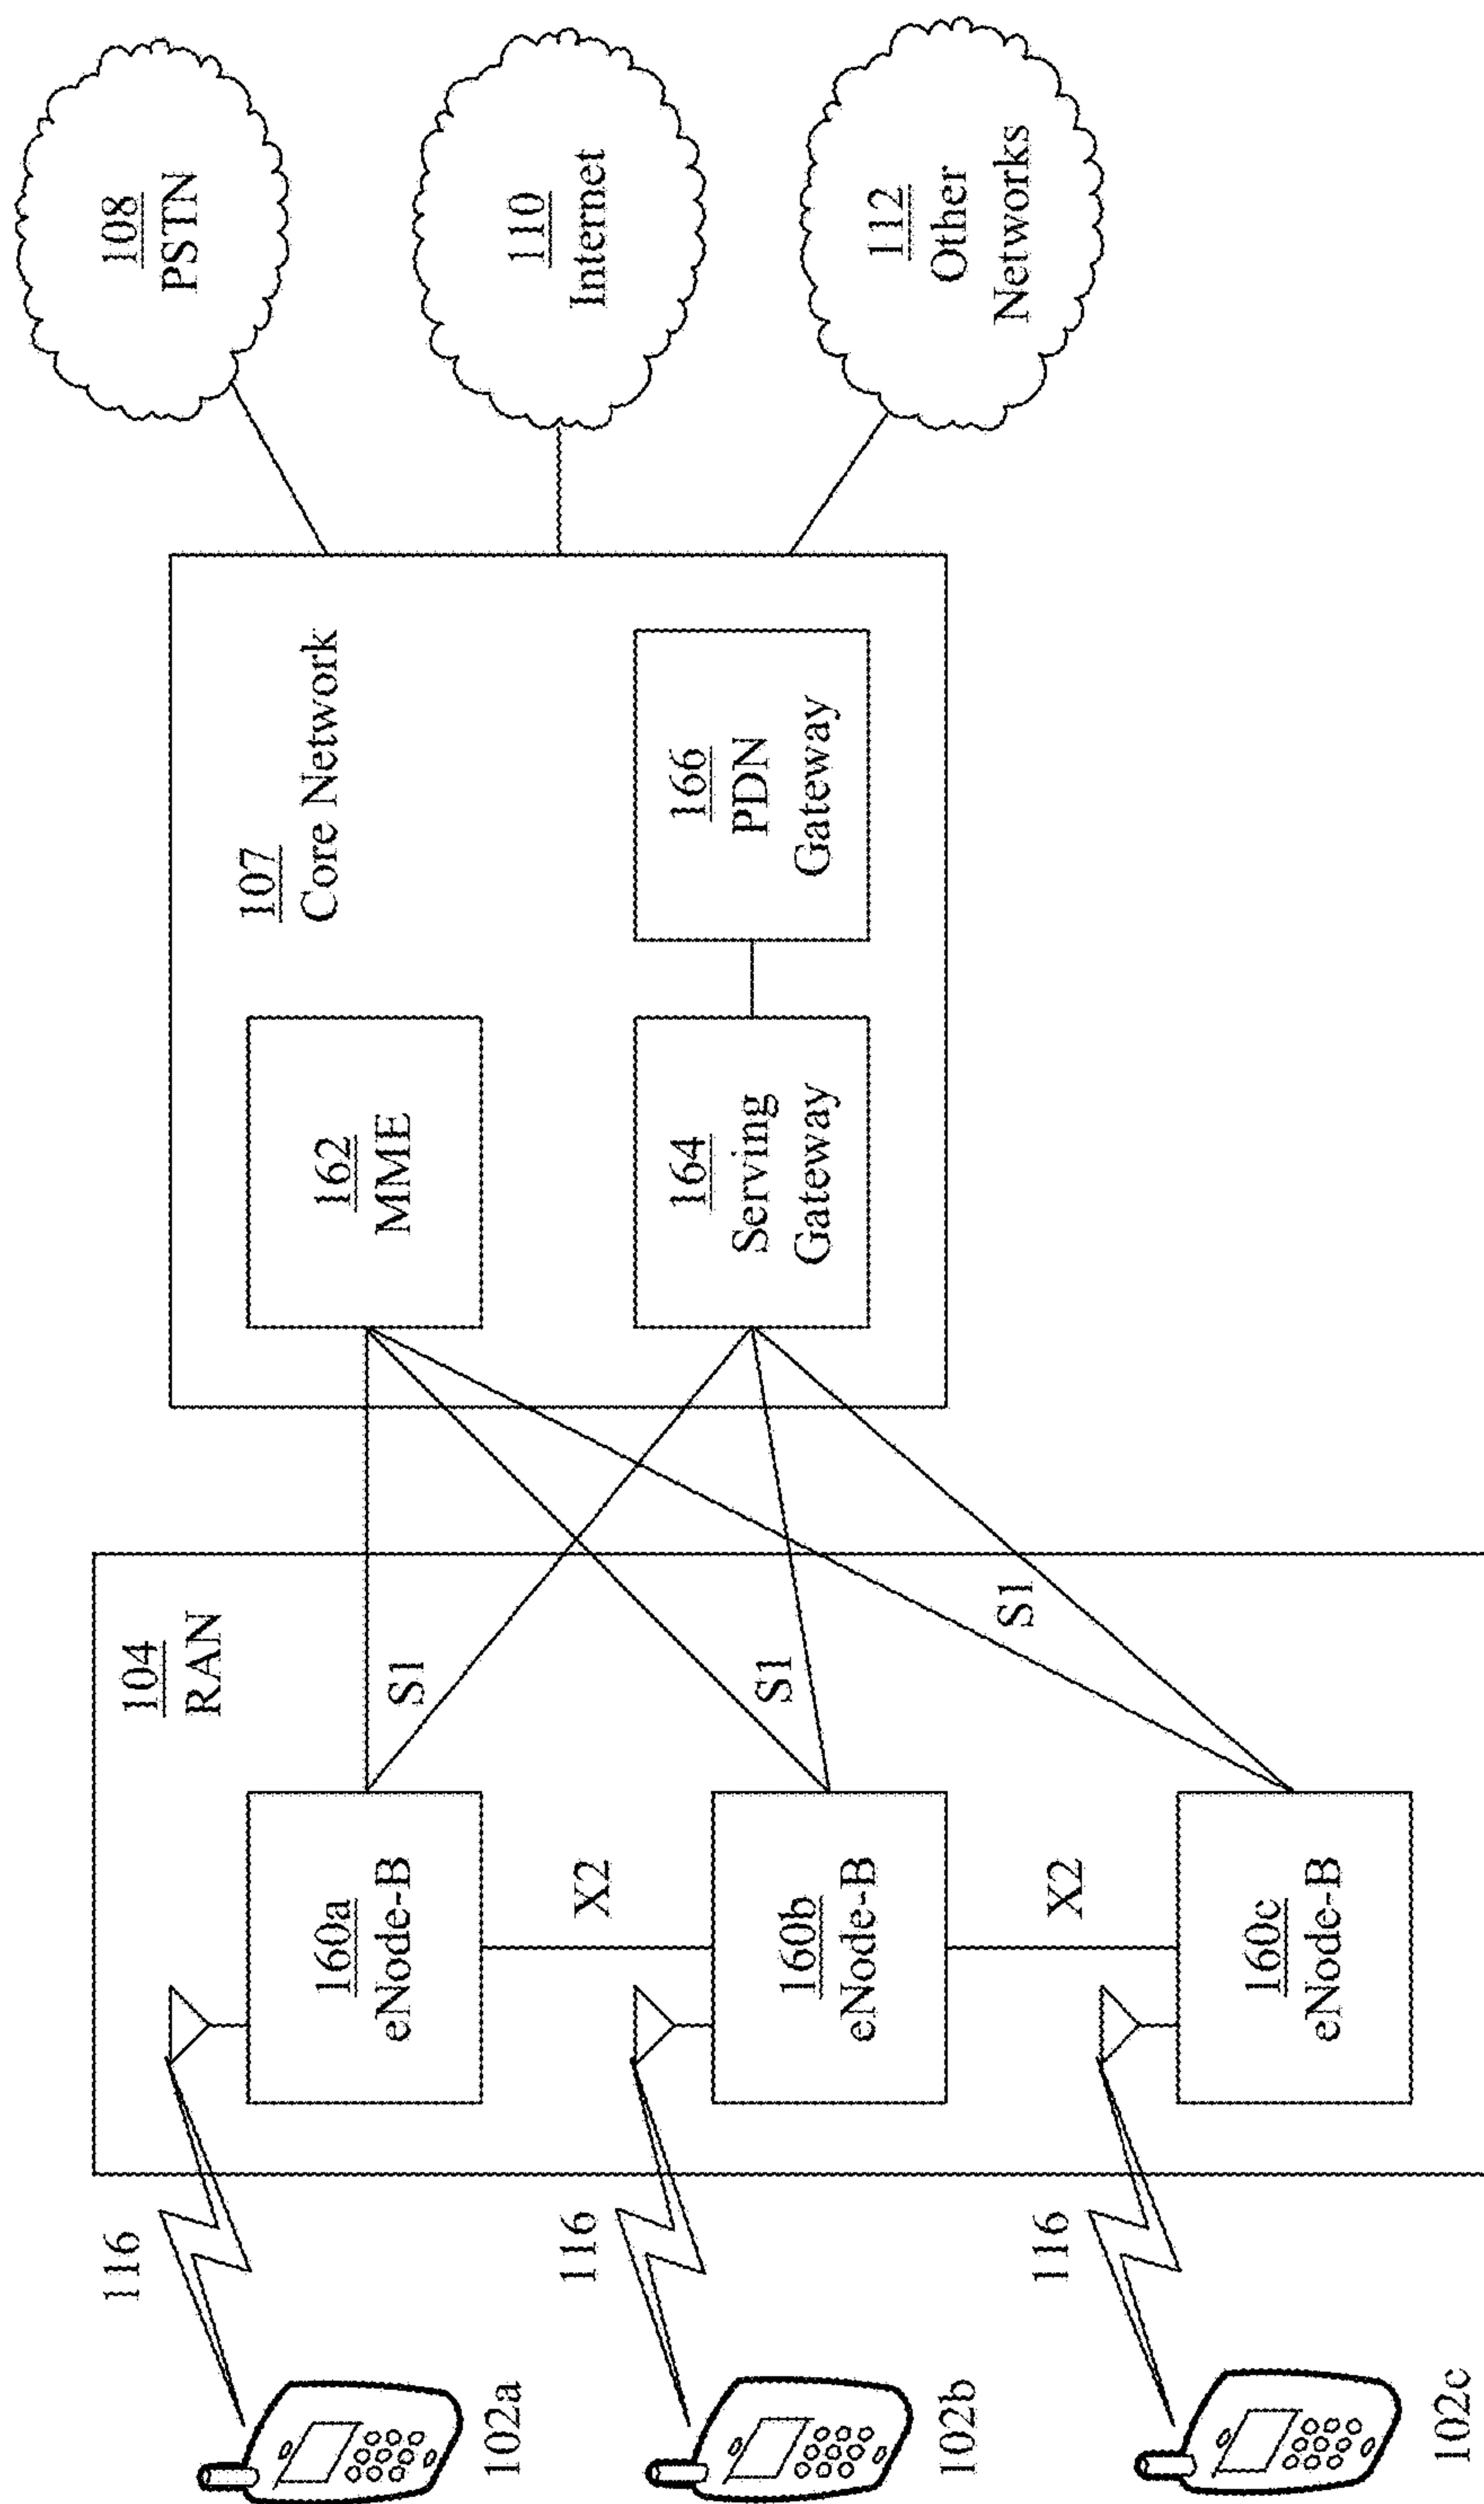 102a
116
104
RAN
160a
eNode-B
S1
X2
102b
116
160b
eNode-B
S1
X2
102c
116
160c
eNode-B
S1
107
Core Network
162
MME
164
Serving
Gateway
166
PDN
Gateway
108
PSTN
110
Internet
112
Other
Networks